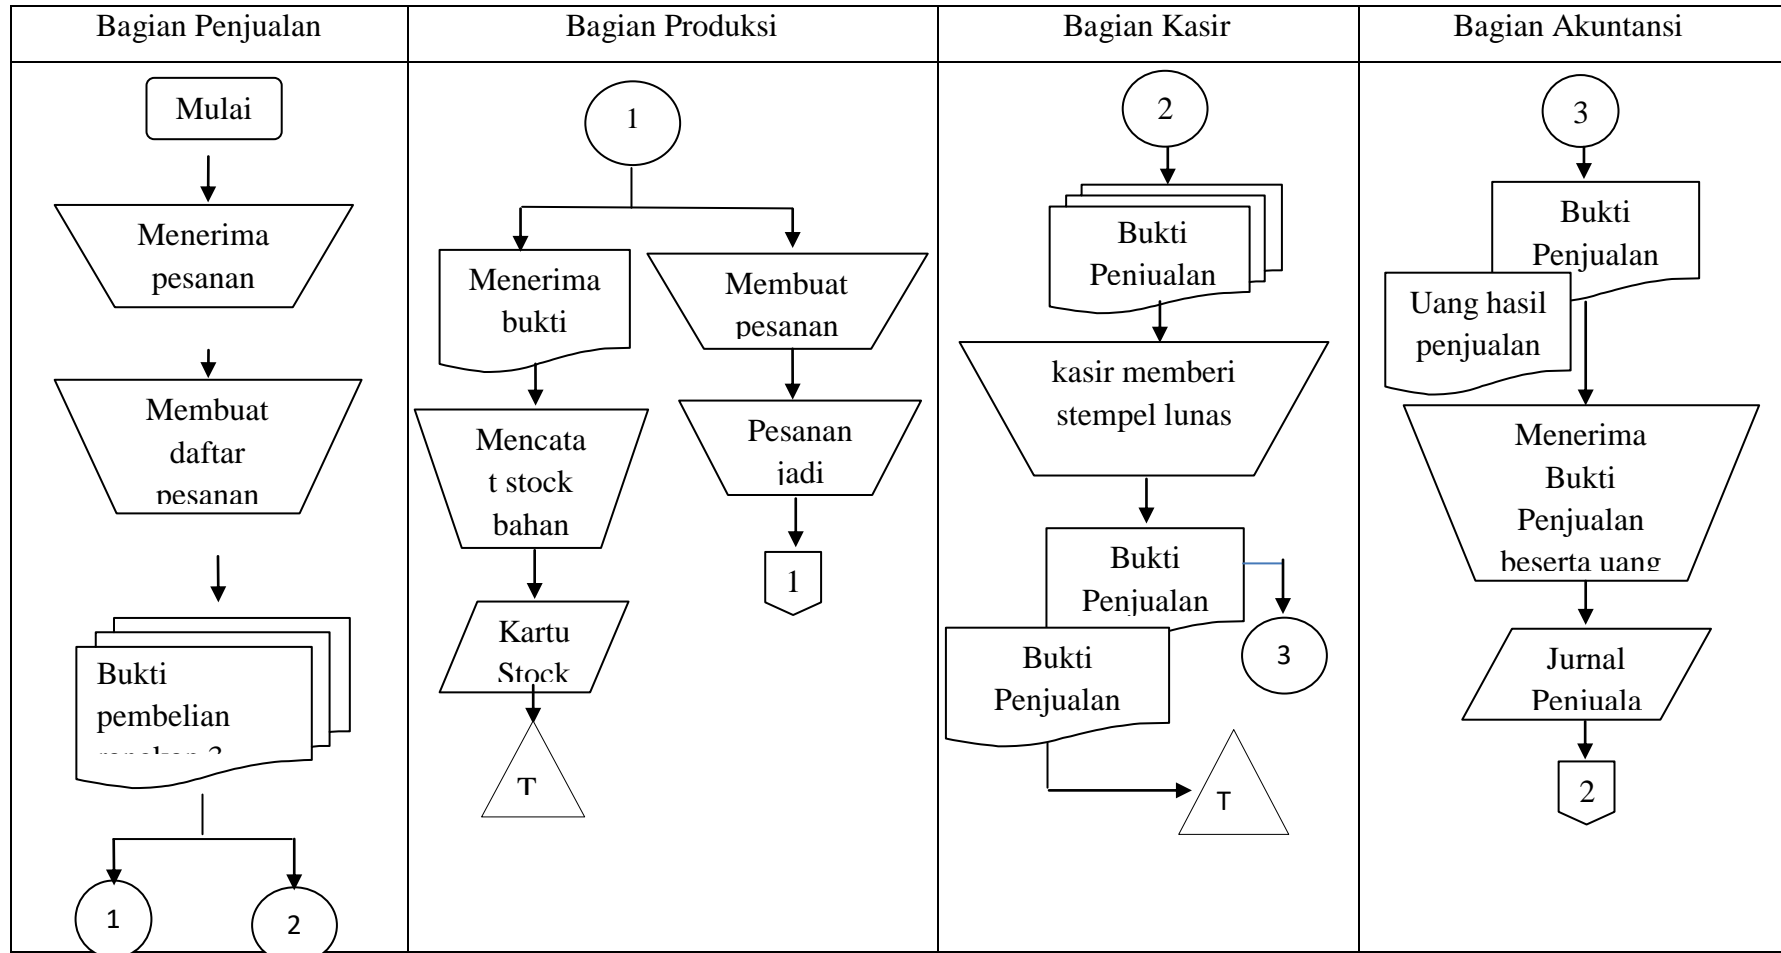 Bagian Penjualan
Bagian Produksi
Bagian Kasir
Bagian Akuntansi
Mulai
Menerima
pesanan
Membuat
daftar
pesanan
Bukti
pembelian
rangkap 3
1
2
1
Menerima
bukti
Mencata
t stock
bahan
Kartu
Stock
T
Membuat
pesanan
Pesanan
jadi
1
2
Bukti
Penjualan
kasir memberi
stempel lunas
Bukti
Penjualan
3
Bukti
Penjualan
T
3
Bukti
Penjualan
Uang hasil
penjualan
Menerima
Bukti
Penjualan
beserta uang
Jurnal
Penjuala
2